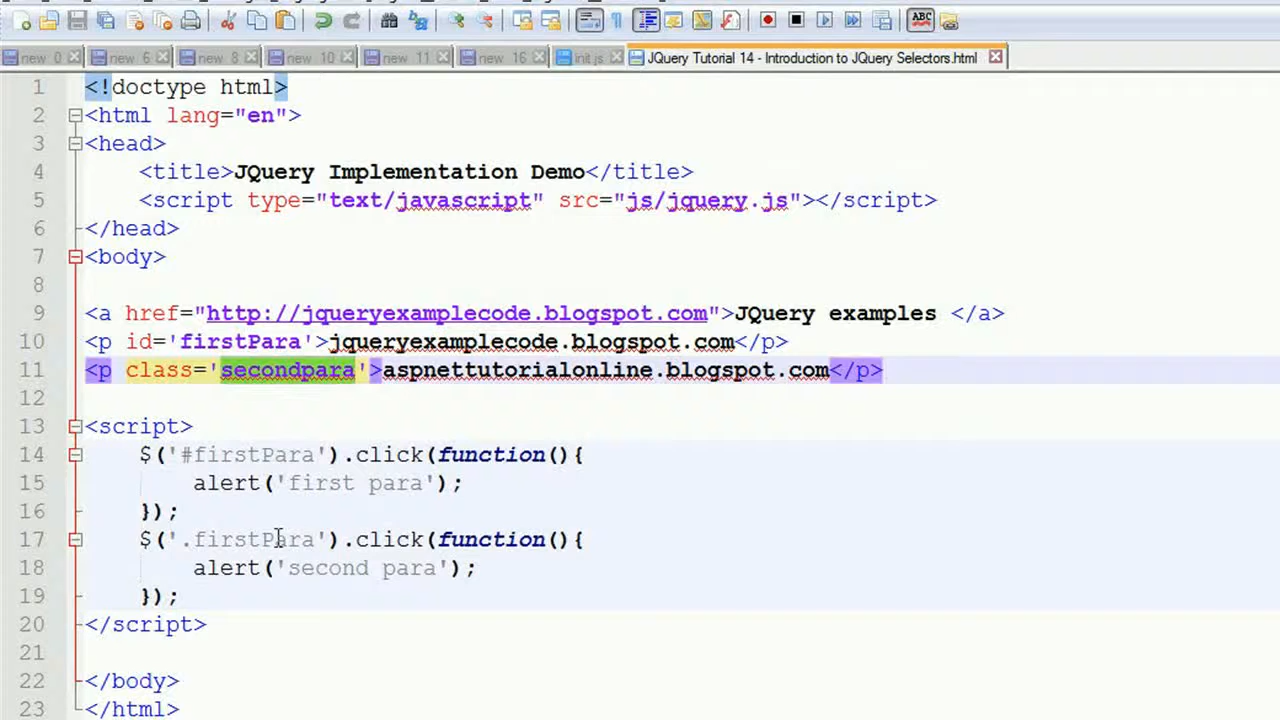 ABC
new 0 new 6 new 8 new 10 new 11 new 16 init.js JQuery Tutorial 14 - Introduction to JQuery Selectors.html
1 <!doctype html>
2 <html lang="en">
3 <head>
4 <title>JQuery Implementation Demo</title>
5 <script type="text/javascript" src="js/jquery.js"></script>
6 </head>
7 <body>
8
9 <a href="http://jqueryexamplecode.blogspot.com">JQuery examples </a>
10 <p id='firstPara'>jqueryexamplecode.blogspot.com</p>
11 <p class='secondpara'>aspnettutorialonline.blogspot.com</p>
12
13 <script>
14 $('#firstPara').click(function(){
15 alert('first para');
16 });
17 $('.firstPara').click(function(){
18 alert('second para');
19 });
20 </script>
21
22 </body>
23 </html>